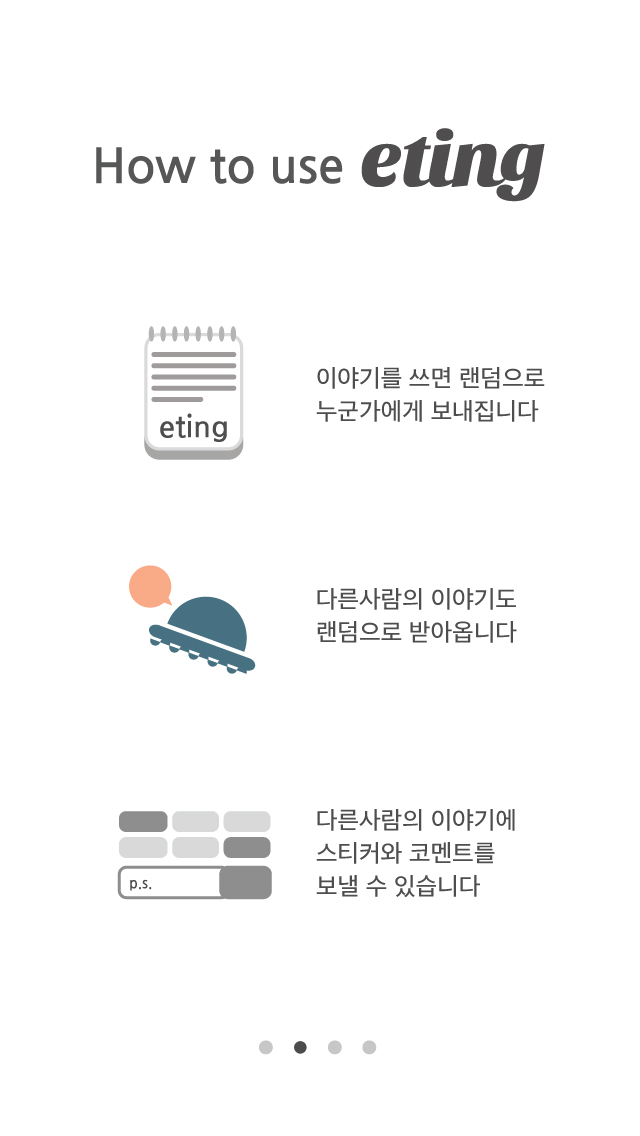 How to use eting
eting
이야기를 쓰면 랜덤으로
누군가에게 보내집니다
다른사람의 이야기도
랜덤으로 받아옵니다
p.s.
다른사람의 이야기에
스티커와 코멘트를
보낼 수 있습니다